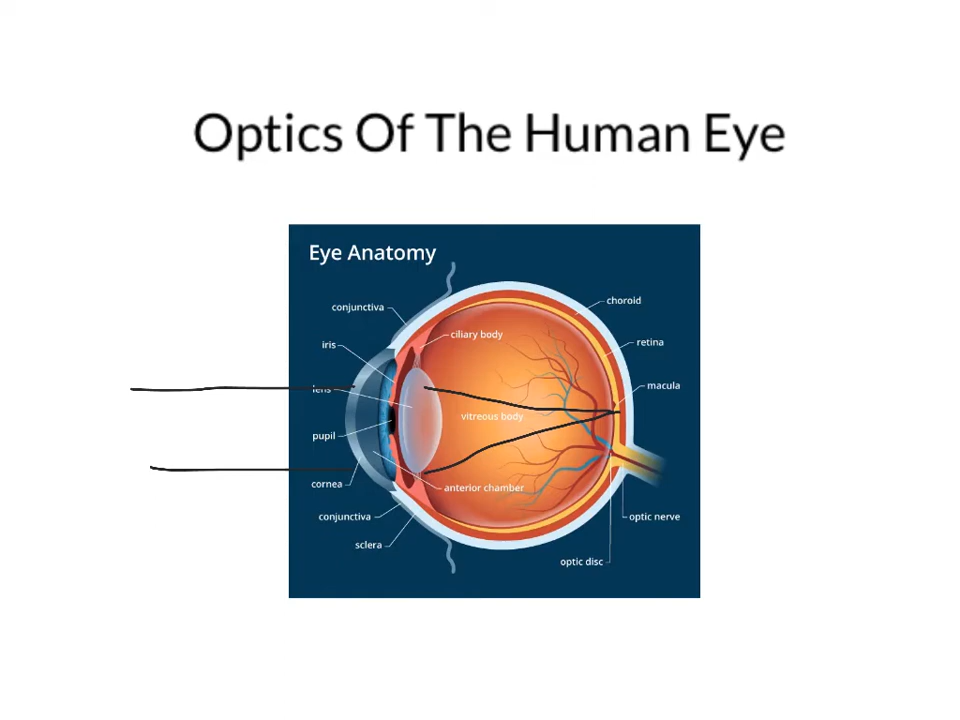 Optics Of The Human Eye
Eye Anatomy
conjunctiva
iris
lens
pupil
cornea
conjunctiva
sclera
ciliary body
vitreous body
anterior chamber
choroid
retina
macula
optic nerve
optic disc